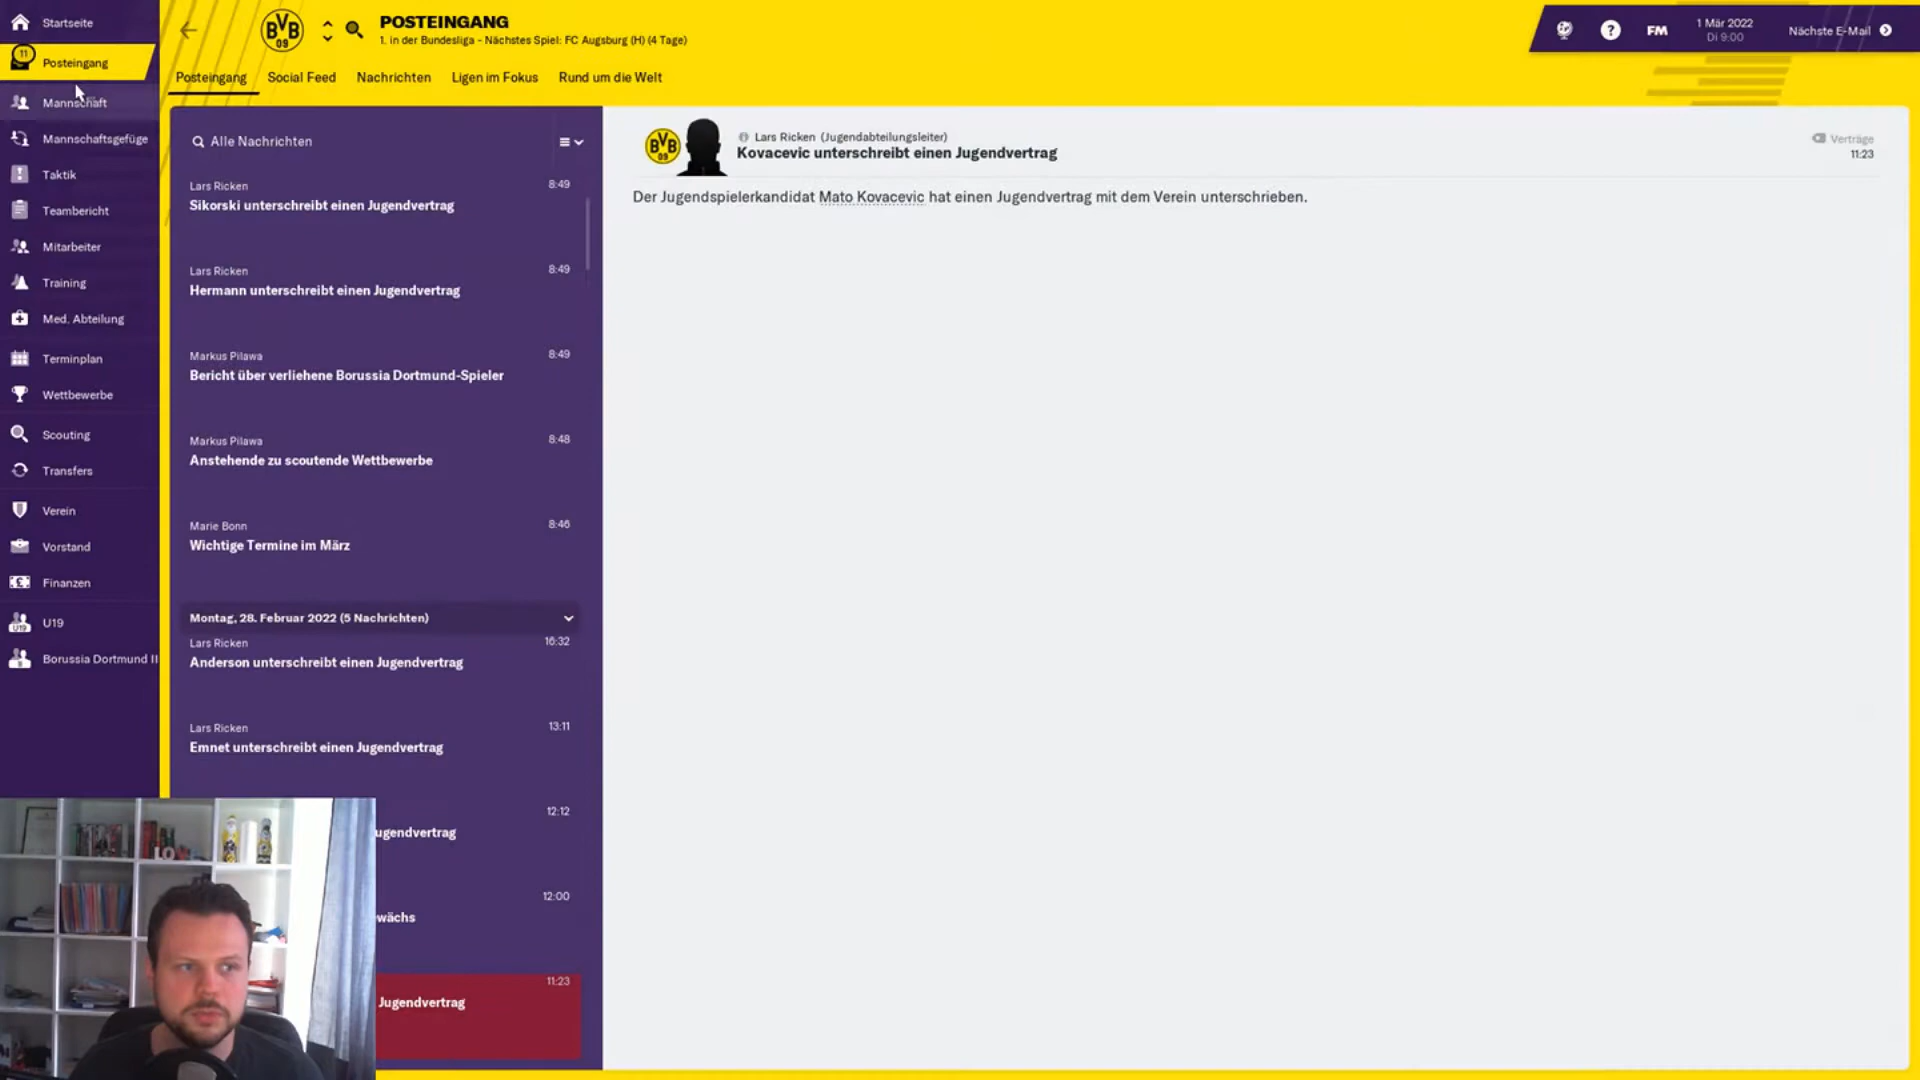 Startseite
11
Posteingang
Mannschaft
Mannschaftsgefüge
Taktik
Teambericht
Mitarbeiter
Training
Med. Abteilung
Terminplan
Wettbewerbe
Scouting
Transfers
Verein
Vorstand
Finanzen
U19
U19
Borussia Dortmund II
BVB
09
POSTEINGANG
1. in der Bundesliga - Nächstes Spiel: FC Augsburg (H) (4 Tage)
FM
1 Mär 2022
Di 9:00
Nächste E-Mail
Posteingang
Social Feed
Nachrichten
Ligen im Fokus
Rund um die Welt
Alle Nachrichten
Lars Ricken
8:49
Sikorski unterschreibt einen Jugendvertrag
Lars Ricken
8:49
Hermann unterschreibt einen Jugendvertrag
Markus Pilawa
8:49
Bericht über verliehene Borussia Dortmund-Spieler
Markus Pilawa
8:48
Anstehende zu scoutende Wettbewerbe
Marie Bonn
8:46
Wichtige Termine im März
Montag, 28. Februar 2022 (5 Nachrichten)
Lars Ricken
16:32
Anderson unterschreibt einen Jugendvertrag
Lars Ricken
13:11
Emnet unterschreibt einen Jugendvertrag
12:12
ugendvertrag
12:00
wächs
11:23
Jugendvertrag
BVB
09
Lars Ricken (Jugendabteilungsleiter)
Kovacevic unterschreibt einen Jugendvertrag
Verträge
11:23
Der Jugendspielerkandidat Mato Kovacevic hat einen Jugendvertrag mit dem Verein unterschrieben.